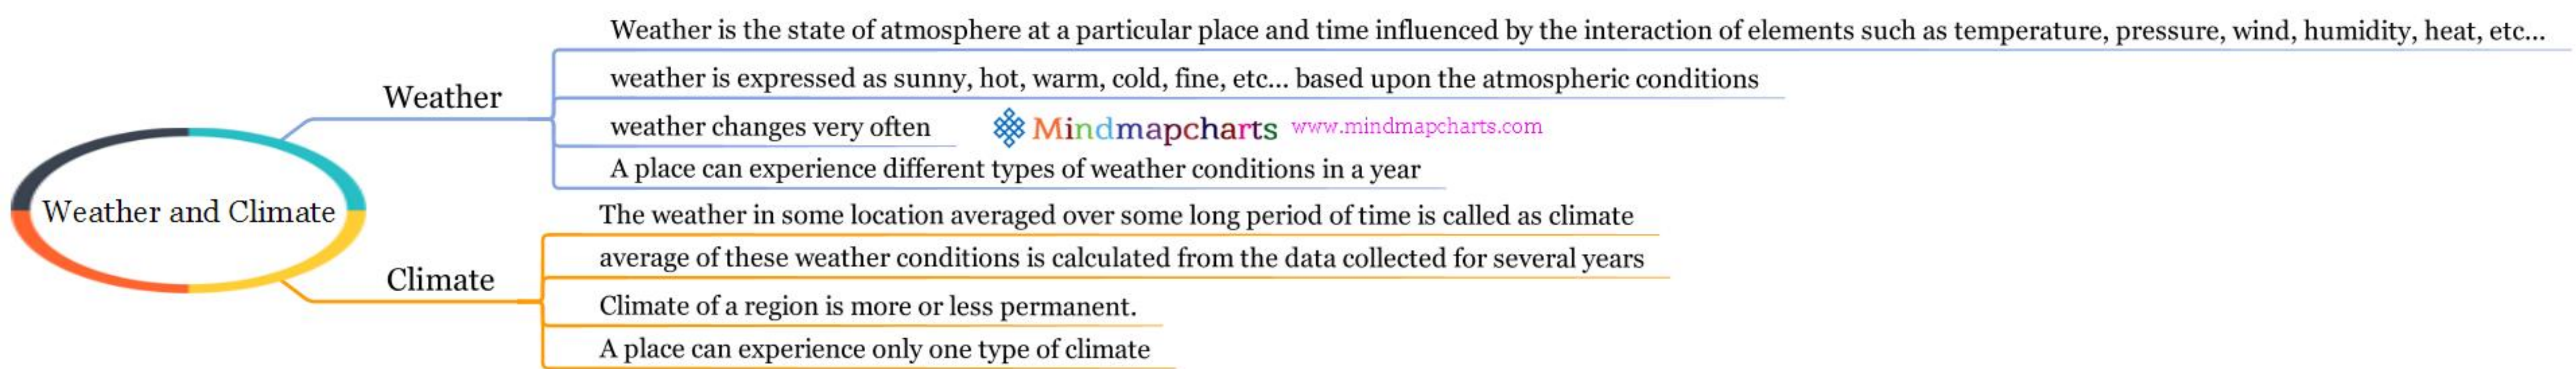 Weather and Climate
Weather
Weather is the state of atmosphere at a particular place and time influenced by the interaction of elements such as temperature, pressure, wind, humidity, heat, etc...
weather is expressed as sunny, hot, warm, cold, fine, etc... based upon the atmospheric conditions
weather changes very often
Mindmapcharts www.mindmapcharts.com
A place can experience different types of weather conditions in a year
Climate
The weather in some location averaged over some long period of time is called as climate
average of these weather conditions is calculated from the data collected for several years
Climate of a region is more or less permanent.
A place can experience only one type of climate